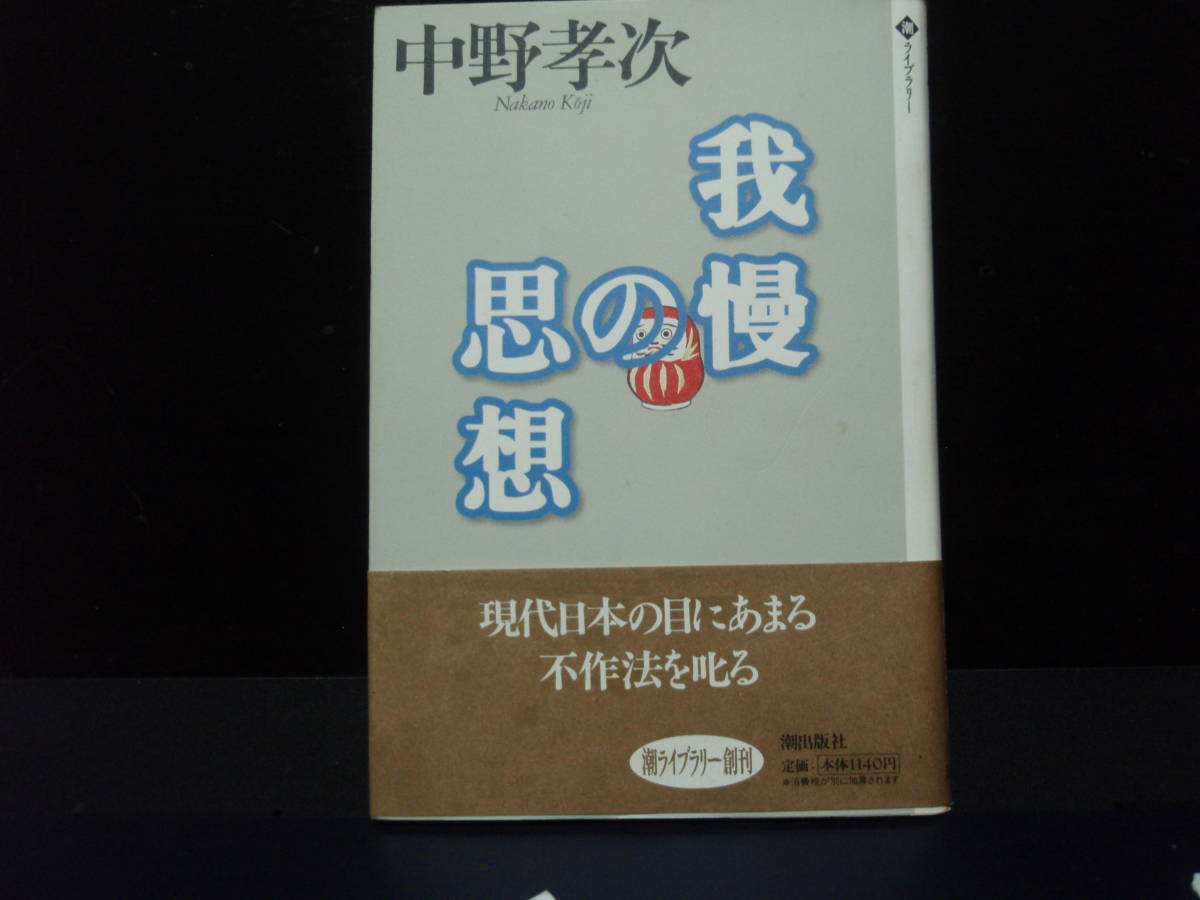 中野孝次
Nakano Kōji
潮ライブラリー
我慢
の
思想
現代日本の目にあまる
不作法を叱る
潮ライブラリー創刊
潮出版社
定価:本体1140円
※消費税が別に加算されます